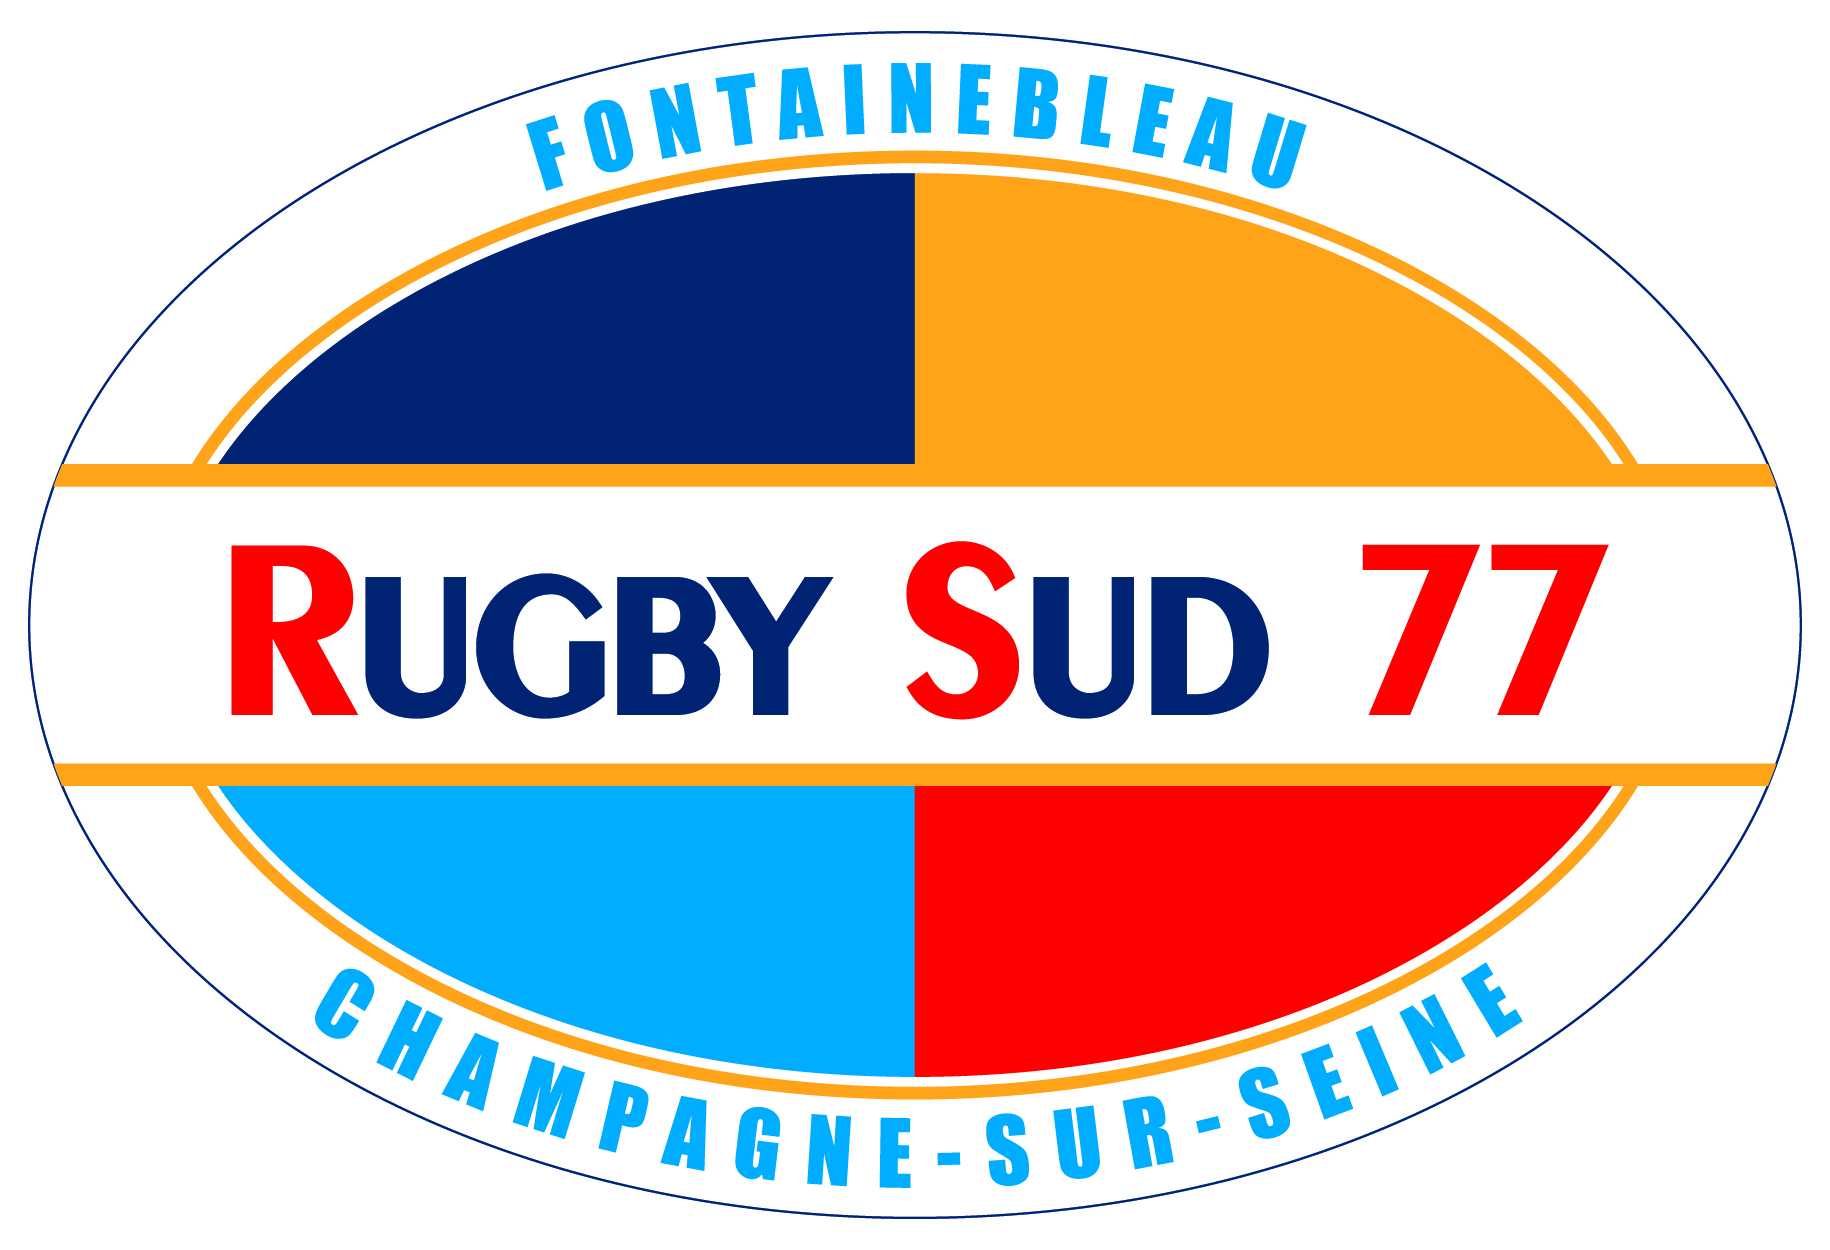 FONTAINEBLEAU
RUGBY SUD 77
CHAMPAGNE-SUR-SEINE